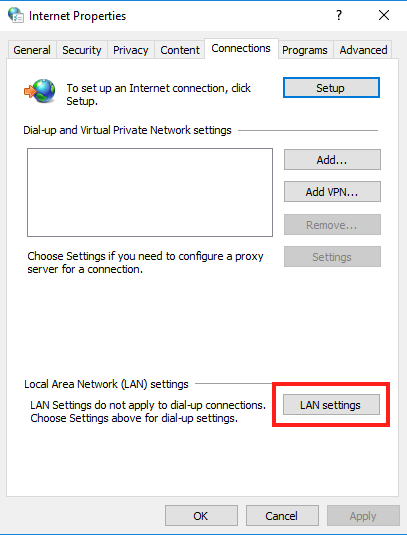 Internet Properties
?
General Security Privacy Content Connections Programs Advanced
To set up an Internet connection, click
Setup.
Setup
Dial-up and Virtual Private Network settings
Add...
Add VPN...
Remove...
Choose Settings if you need to configure a proxy
server for a connection.
Settings
Local Area Network (LAN) settings
LAN Settings do not apply to dial-up connections.
Choose Settings above for dial-up settings.
LAN settings
OK Cancel Apply